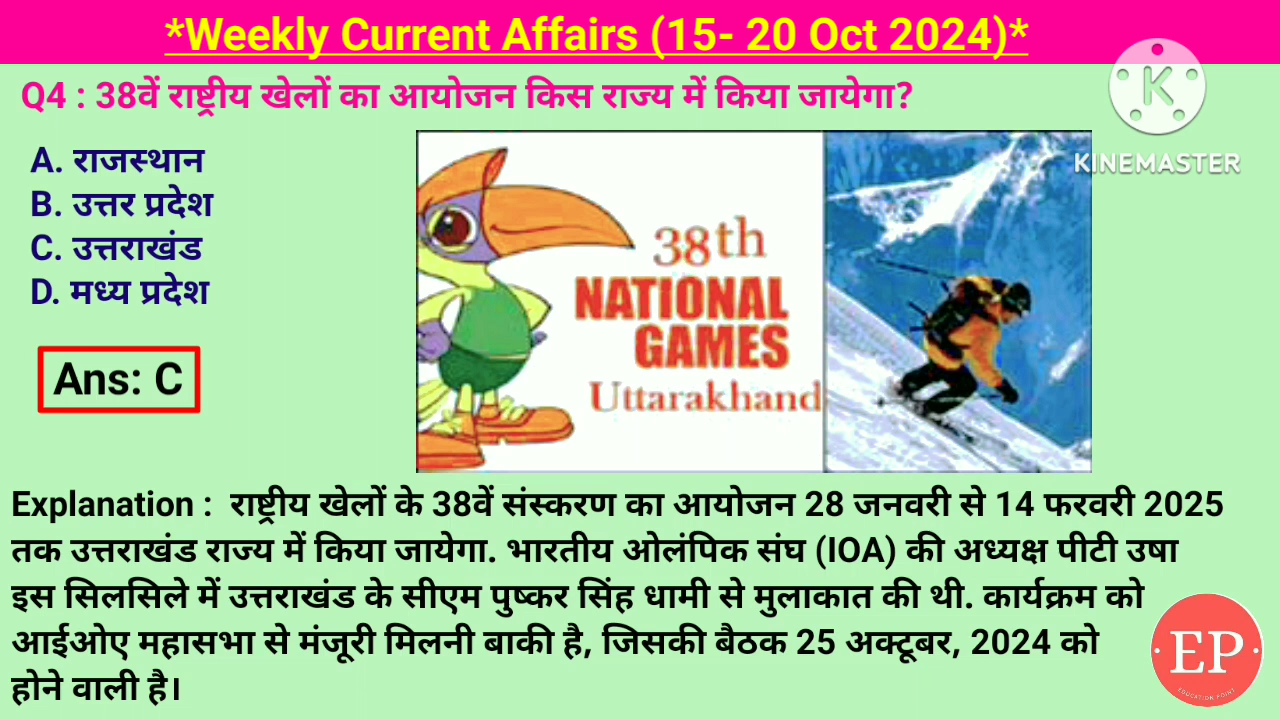 *Weekly Current Affairs (15- 20 Oct 2024)*
Q4 : 38वें राष्ट्रीय खेलों का आयोजन किस राज्य में किया जायेगा?
K
KINEMASTER
A. राजस्थान
B. उत्तर प्रदेश
C. उत्तराखंड
D. मध्य प्रदेश
Ans: C
38th
NATIONAL
GAMES
Uttarakhand
Explanation : राष्ट्रीय खेलों के 38वें संस्करण का आयोजन 28 जनवरी से 14 फरवरी 2025
तक उत्तराखंड राज्य में किया जायेगा. भारतीय ओलंपिक संघ (IOA) की अध्यक्ष पीटी उषा
इस सिलसिले में उत्तराखंड के सीएम पुष्कर सिंह धामी से मुलाकात की थी. कार्यक्रम को
आईओए महासभा से मंजूरी मिलनी बाकी है, जिसकी बैठक 25 अक्टूबर, 2024 को
होने वाली है।
EP
EDUCATION POINT